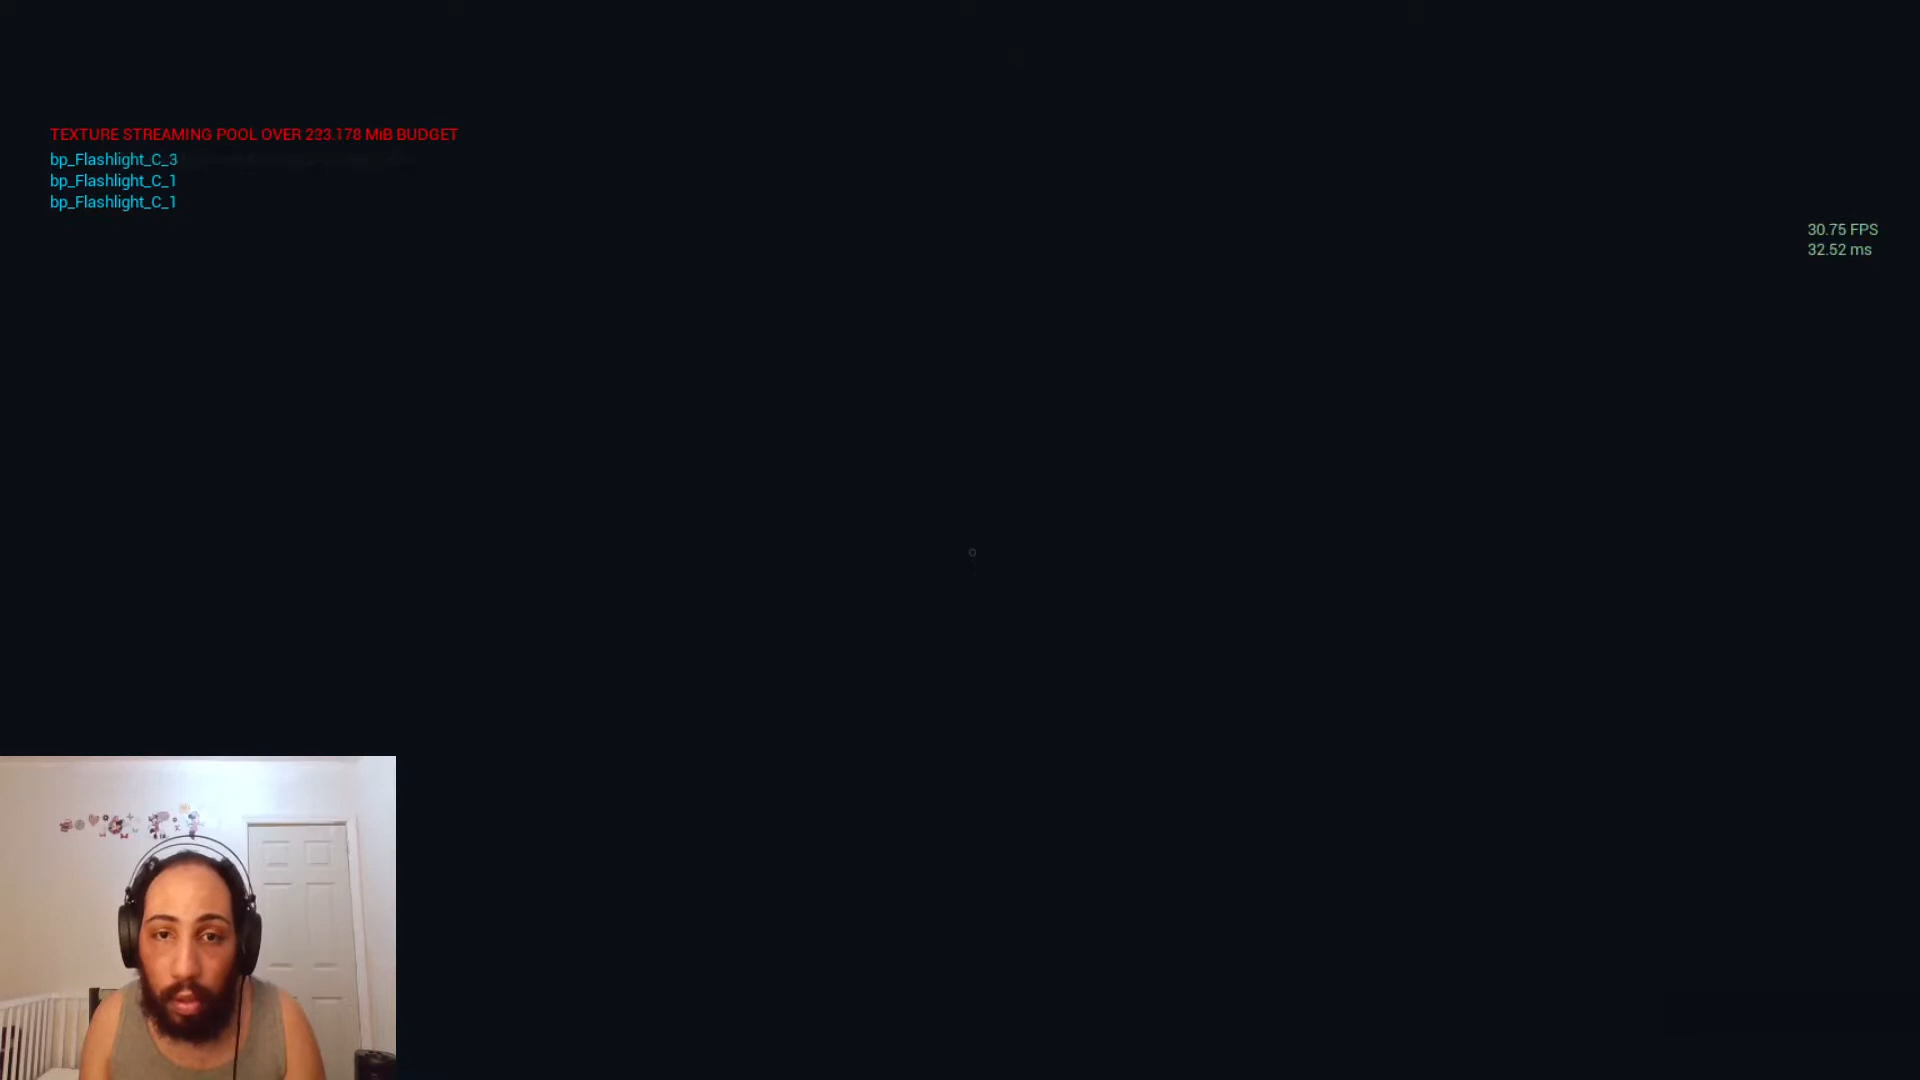 TEXTURE STREAMING POOL OVER 223.178 MiB BUDGET
bp_Flashlight_C_3
bp_Flashlight_C_1
bp_Flashlight_C_1
30.75 FPS
32.52 ms